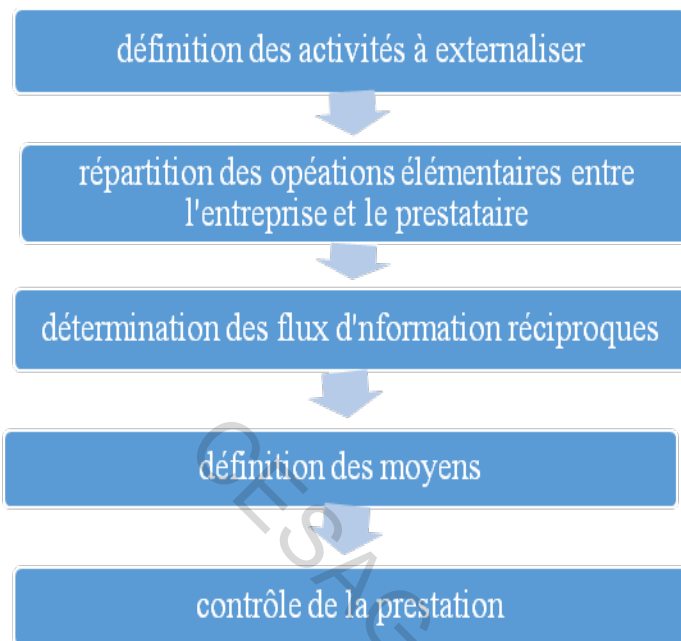 définition des activités à externaliser
répartition des opéations élémentaires entre
l'entreprise et le prestataire
détermination des flux d'nformation réciproques
définition des moyens
contrôle de la prestation
CESAG